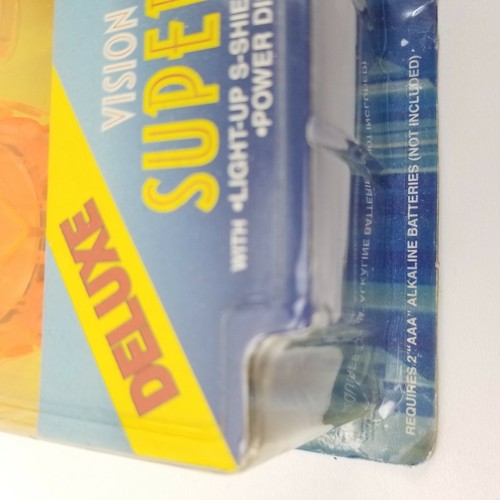 DELUXE
VISION
SUPE
WITH •LIGHT-UP S-SHIE
•POWER DI
REQUIRES 2 "AAA" ALKALINE BATTERIES (NOT INCLUDED)